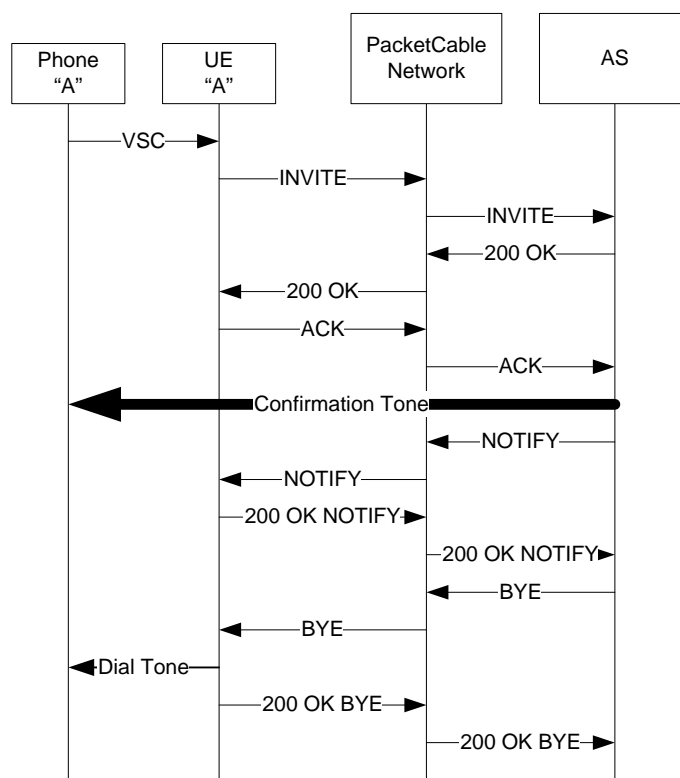 Phone
“A”
UE
“A”
PacketCable
Network
AS
VSC
INVITE
INVITE
200 OK
200 OK
ACK
ACK
Confirmation Tone
NOTIFY
NOTIFY
200 OK NOTIFY
200 OK NOTIFY
BYE
BYE
Dial Tone
200 OK BYE
200 OK BYE